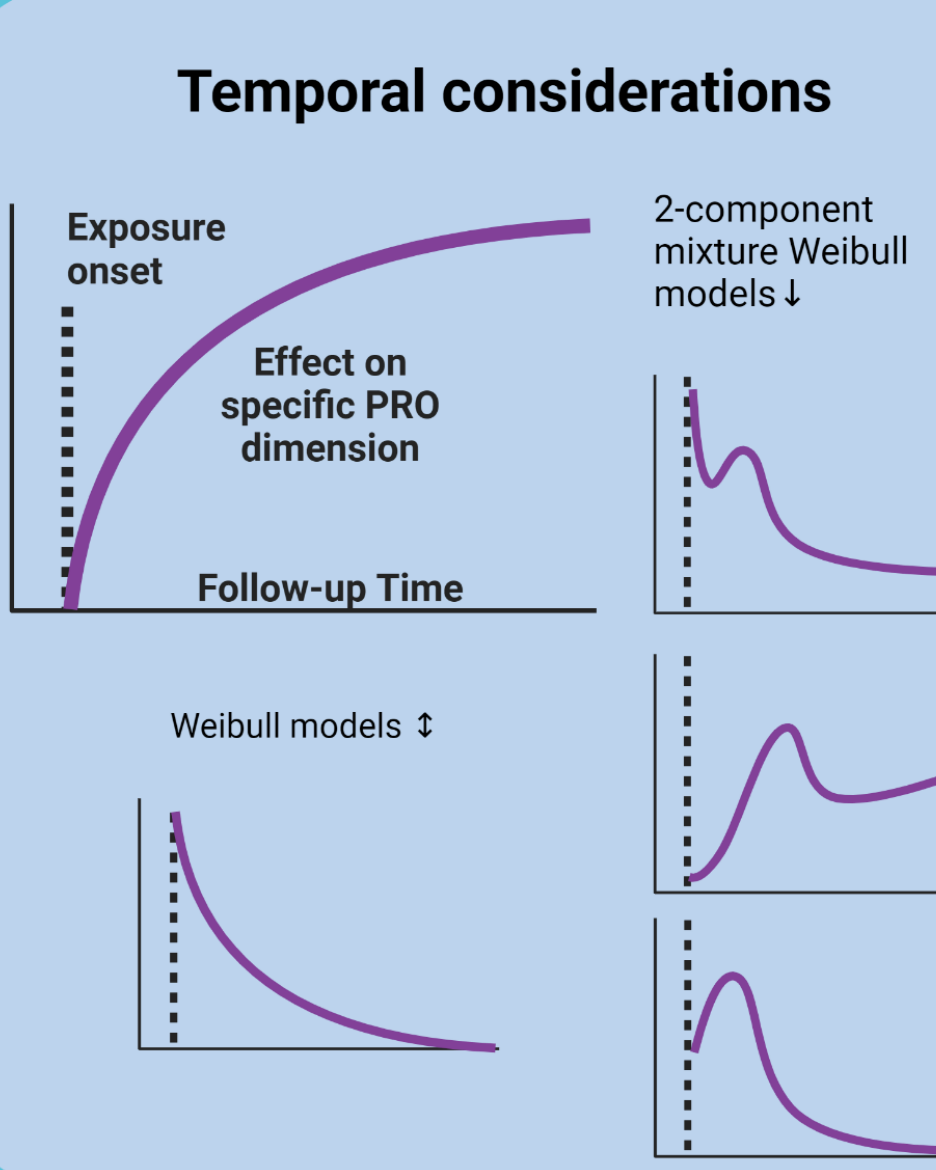 Temporal considerations
Exposure
onset
Effect on
specific PRO
dimension
Follow-up Time
2-component
mixture Weibull
models ↓
Weibull models ↕